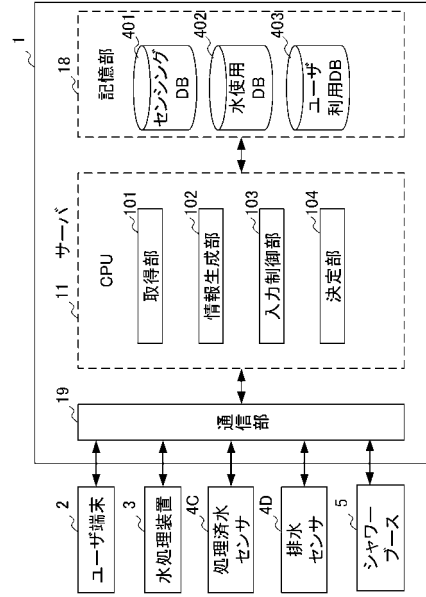 1
サーバ
11
CPU
取得部
101
情報生成部
102
入力制御部
103
決定部
104
18
記憶部
センシング
DB
401
水使用
DB
402
ユーザ
利用DB
403
19
通信部
2
ユーザ端末
3
水処理装置
4C
処理済水
センサ
4D
排水
センサ
5
シャワー
ブース